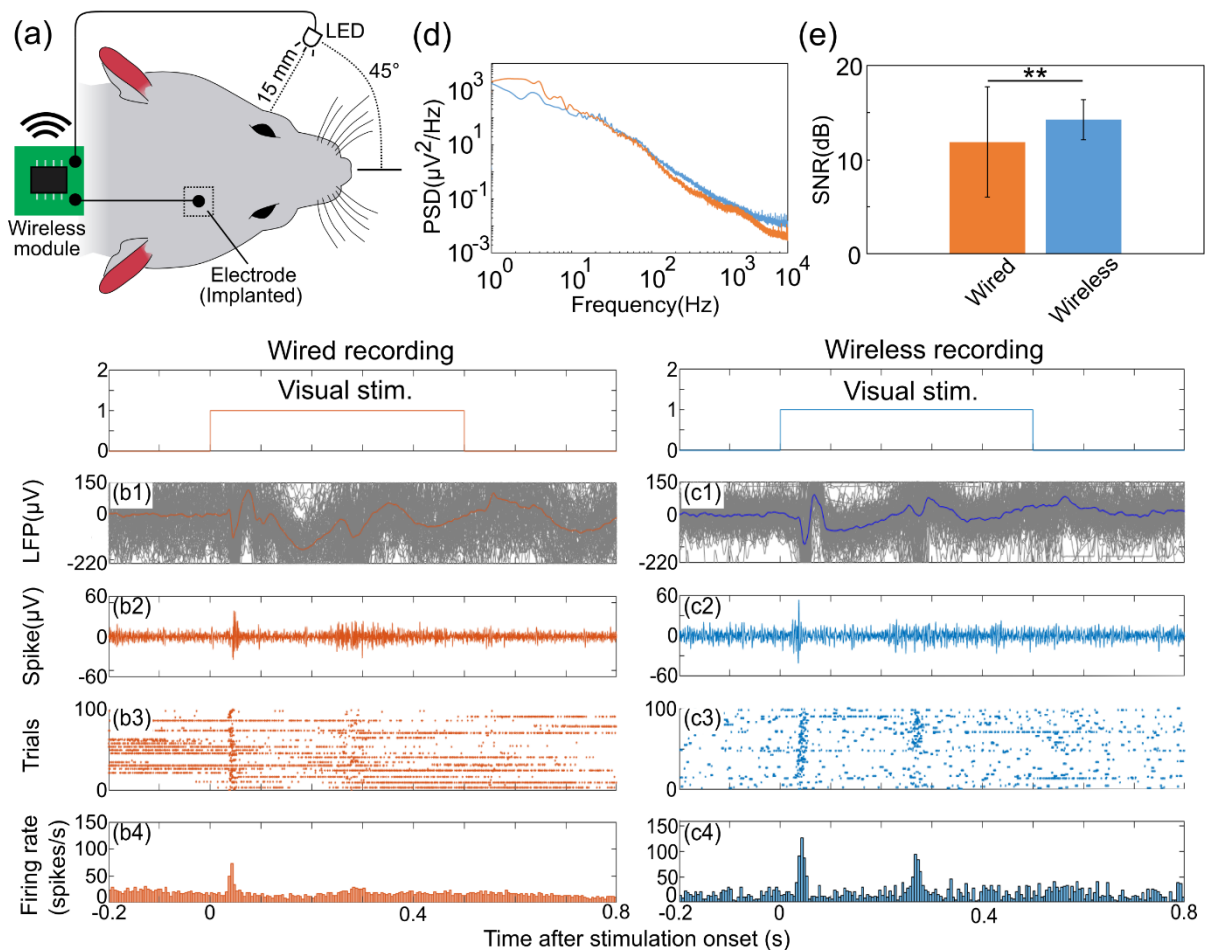 (a)
LED
15 mm
45°
Wireless
module
Electrode
(Implanted)
(d)
PSD(µV²/Hz)
10³
10¹
10⁻¹
10⁻³
10⁰
10¹
10²
10³
10⁴
Frequency(Hz)
(e)
SNR(dB)
20
10
0
**
Wired
Wireless
Wired recording
2
1
0
Visual stim.
LFP(µV)
150
0
-220
(b1)
Spike(µV)
60
0
-60
(b2)
Trials
100
0
(b3)
Firing rate
(spikes/s)
150
100
50
0
(b4)
-0.2
0
0.4
0.8
Wireless recording
2
1
0
Visual stim.
150
0
-220
(c1)
60
0
-60
(c2)
100
0
(c3)
150
100
50
0
(c4)
-0.2
0
0.4
0.8
Time after stimulation onset (s)